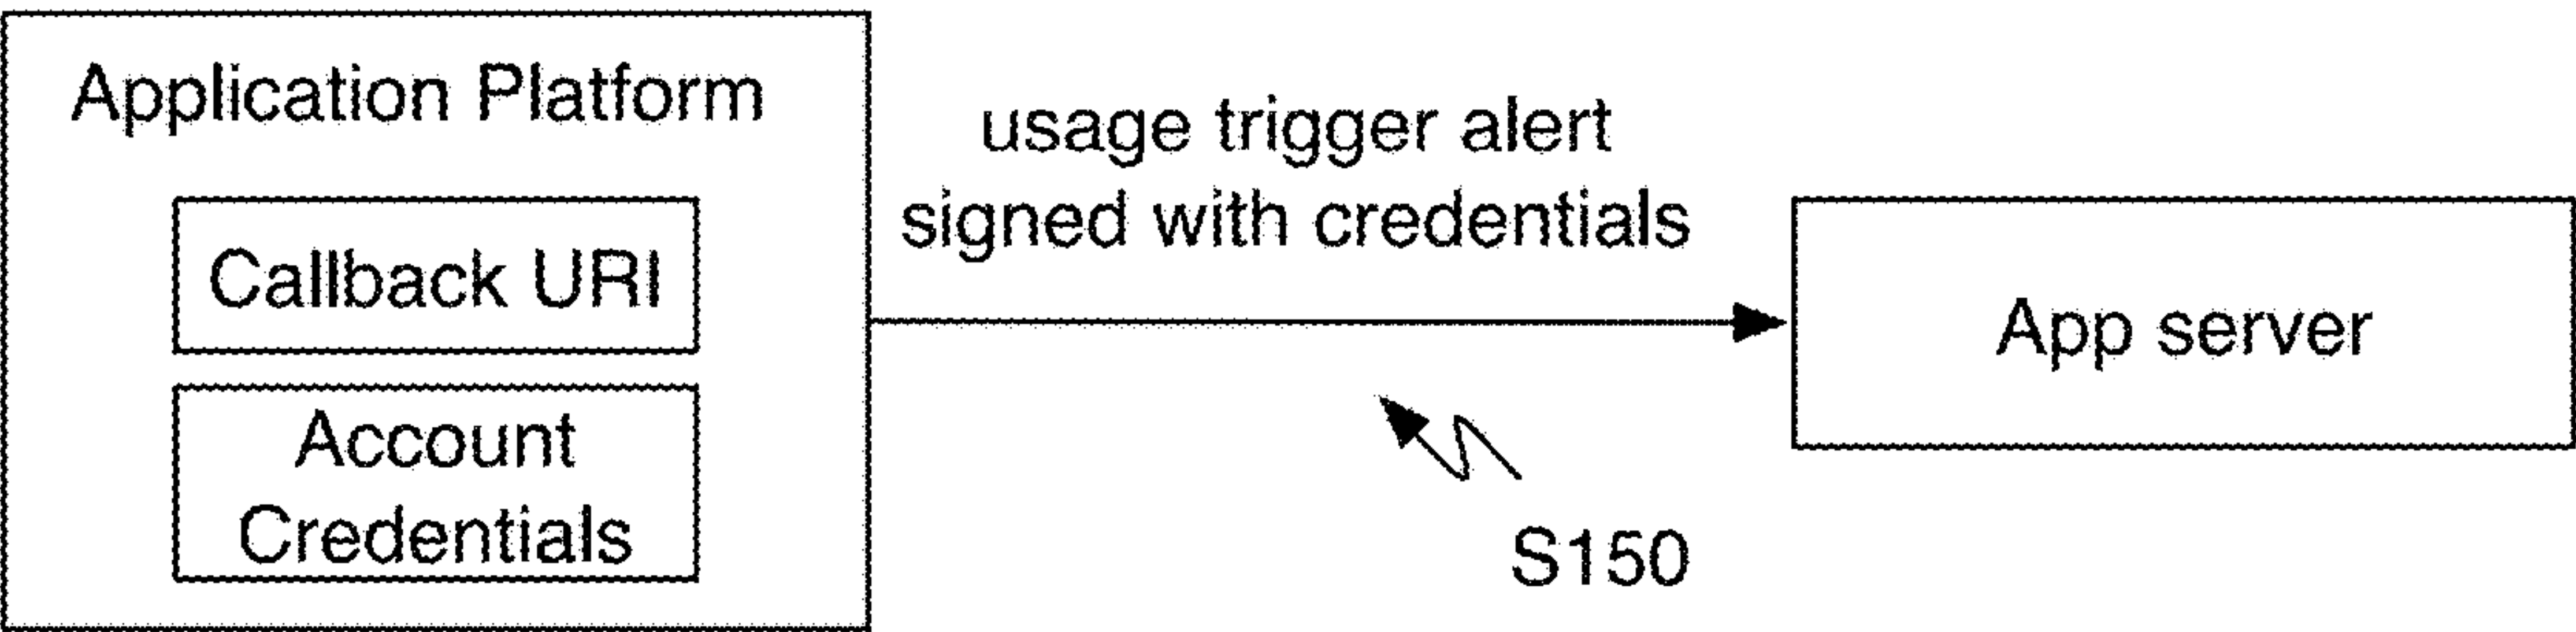 Application Platform
Callback URI
Account
Credentials
usage trigger alert
signed with credentials
S150
App server